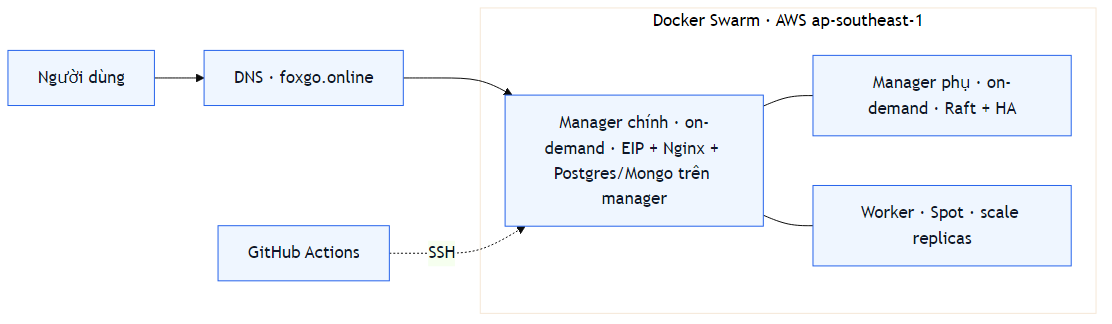 Docker Swarm · AWS ap-southeast-1
Người dùng
DNS · foxgo.online
Manager chính · on-
demand · EIP + Nginx +
Postgres/Mongo trên
manager
Manager phụ · on-
demand · Raft + HA
Worker · Spot · scale
replicas
GitHub Actions
SSH